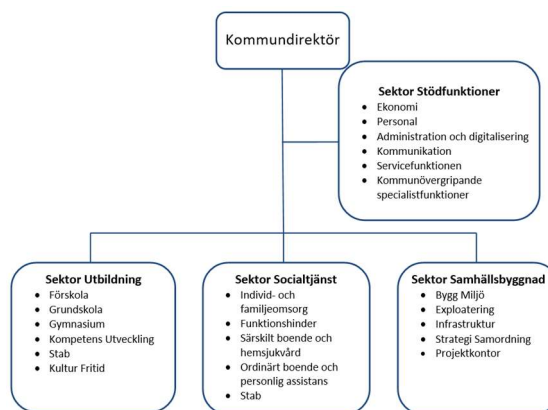 Kommundirektör
Sektor Stödfunktioner
• Ekonomi
• Personal
• Administration och digitalisering
• Kommunikation
• Servicefunktionen
• Kommunövergripande
specialistfunktioner
Sektor Utbildning
• Förskola
• Grundskola
• Gymnasium
• Kompetens Utveckling
• Stab
• Kultur Fritid
Sektor Socialtjänst
• Individ- och
familjeomsorg
• Funktionshinder
• Särskilt boende och
hemsjukvård
• Ordinärt boende och
personlig assistans
• Stab
Sektor Samhällsbyggnad
• Bygg Miljö
• Exploatering
• Infrastruktur
• Strategi Samordning
• Projektkontor